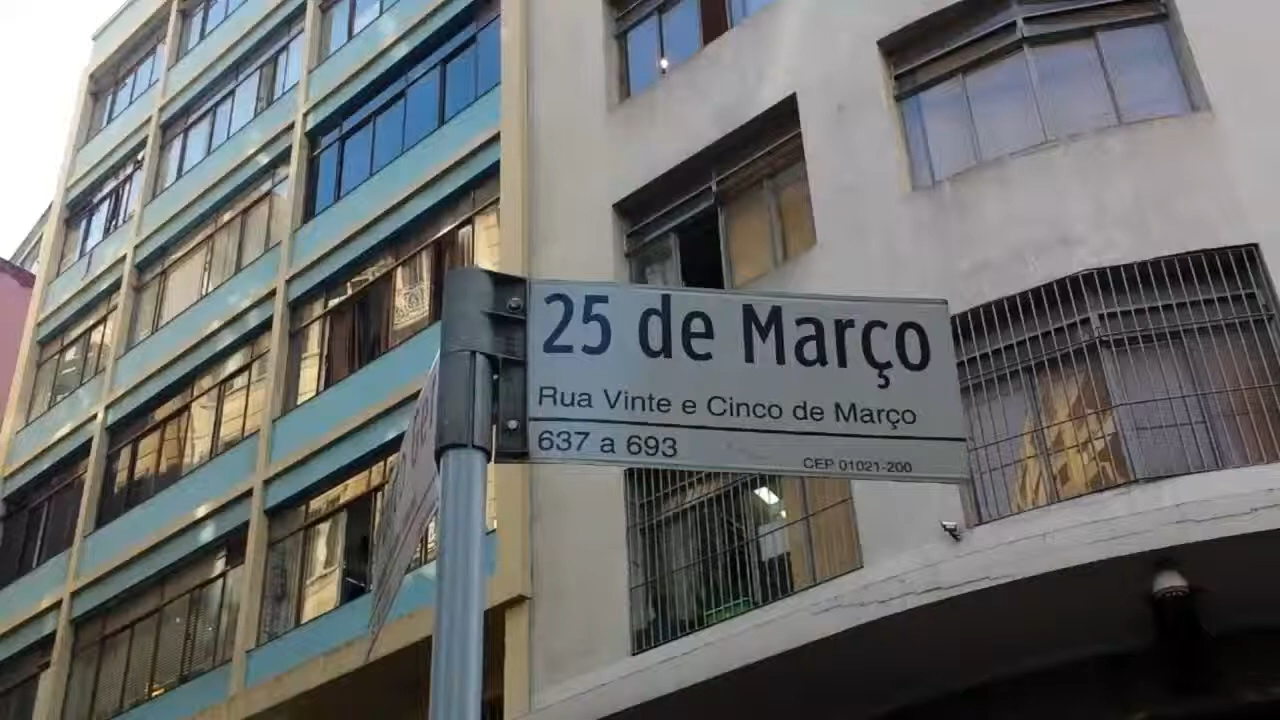 25 de Março
Rua Vinte e Cinco de Março
637 a 693
CEP 01021-200